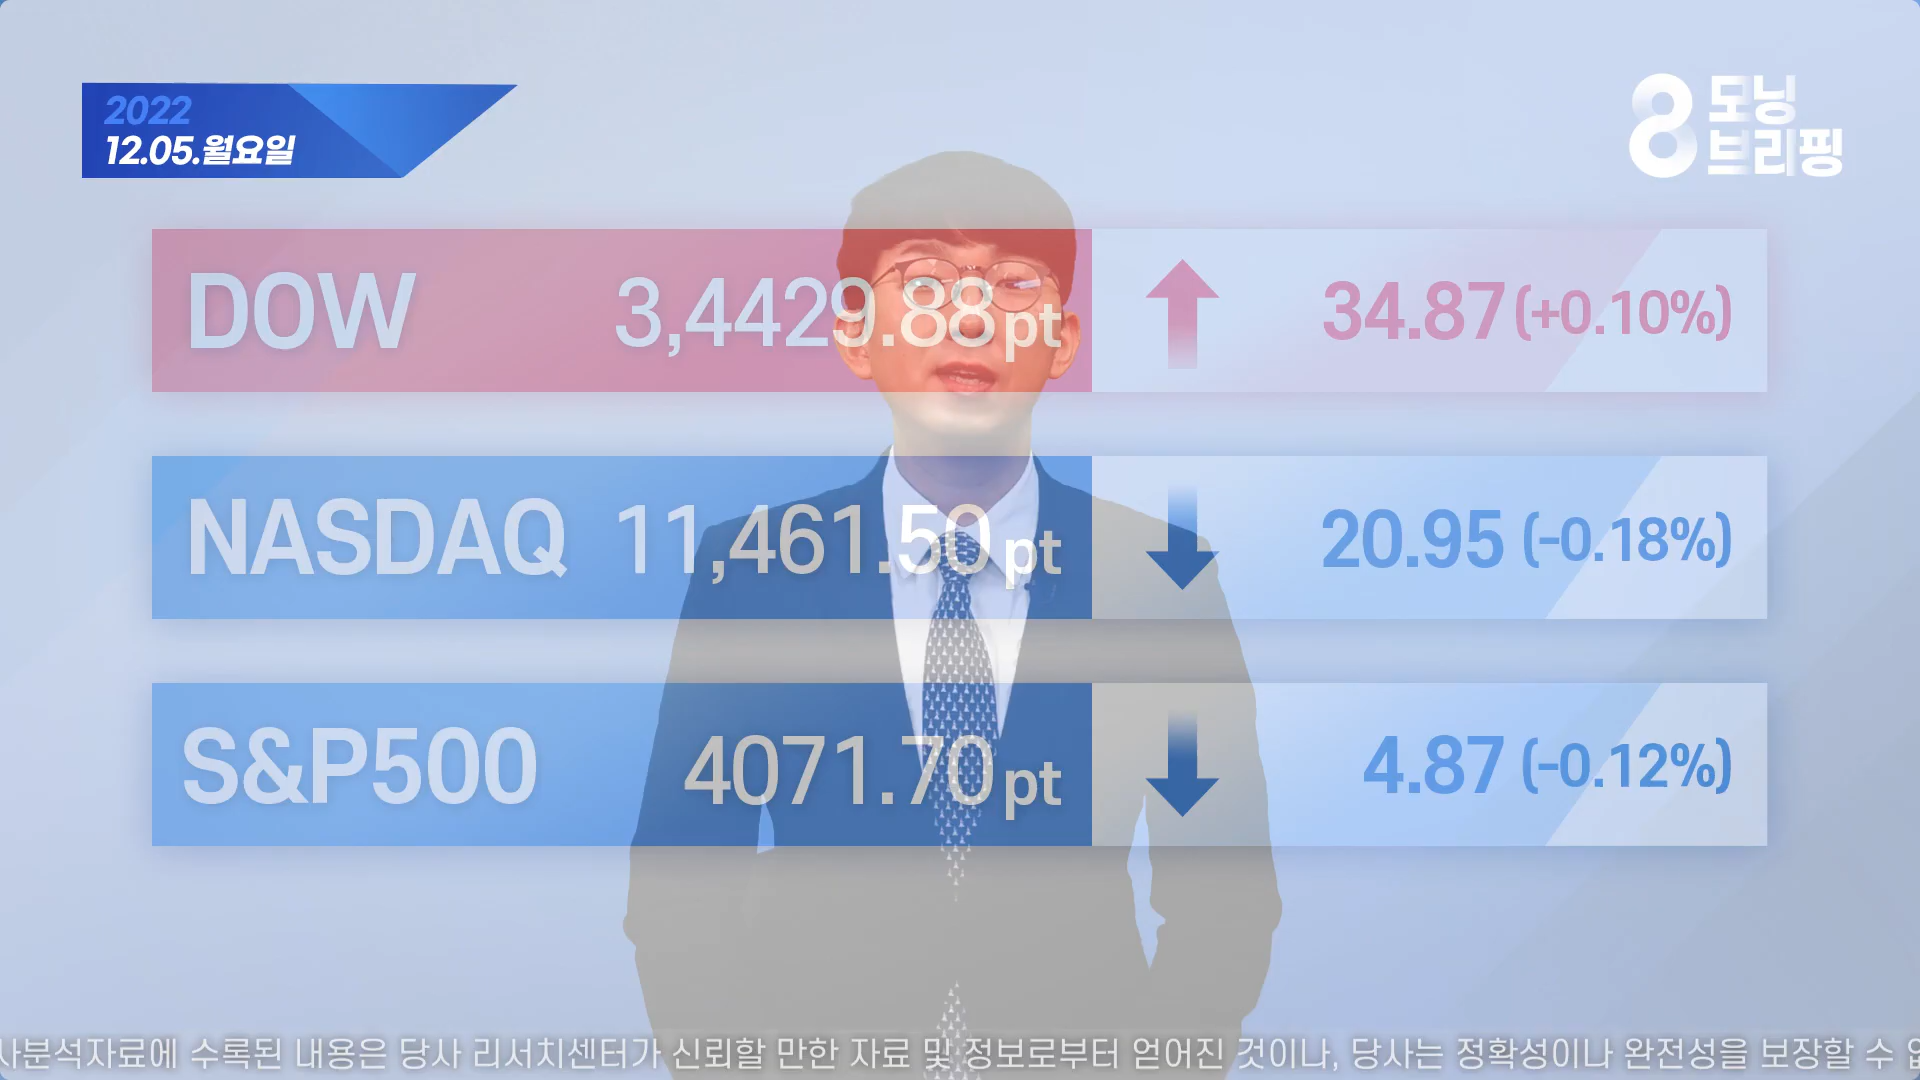 2022
12.05.월요일
8 모닝
브리핑
DOW 3,4429.88pt 34.87(+0.10%)
NASDAQ 11,461.50pt 20.95 (-0.18%)
S&P500 4071.70pt 4.87 (-0.12%)
사분석자료에 수록된 내용은 당사 리서치센터가 신뢰할 만한 자료 및 정보로부터 얻어진 것이나, 당사는 정확성이나 완전성을 보장할 수